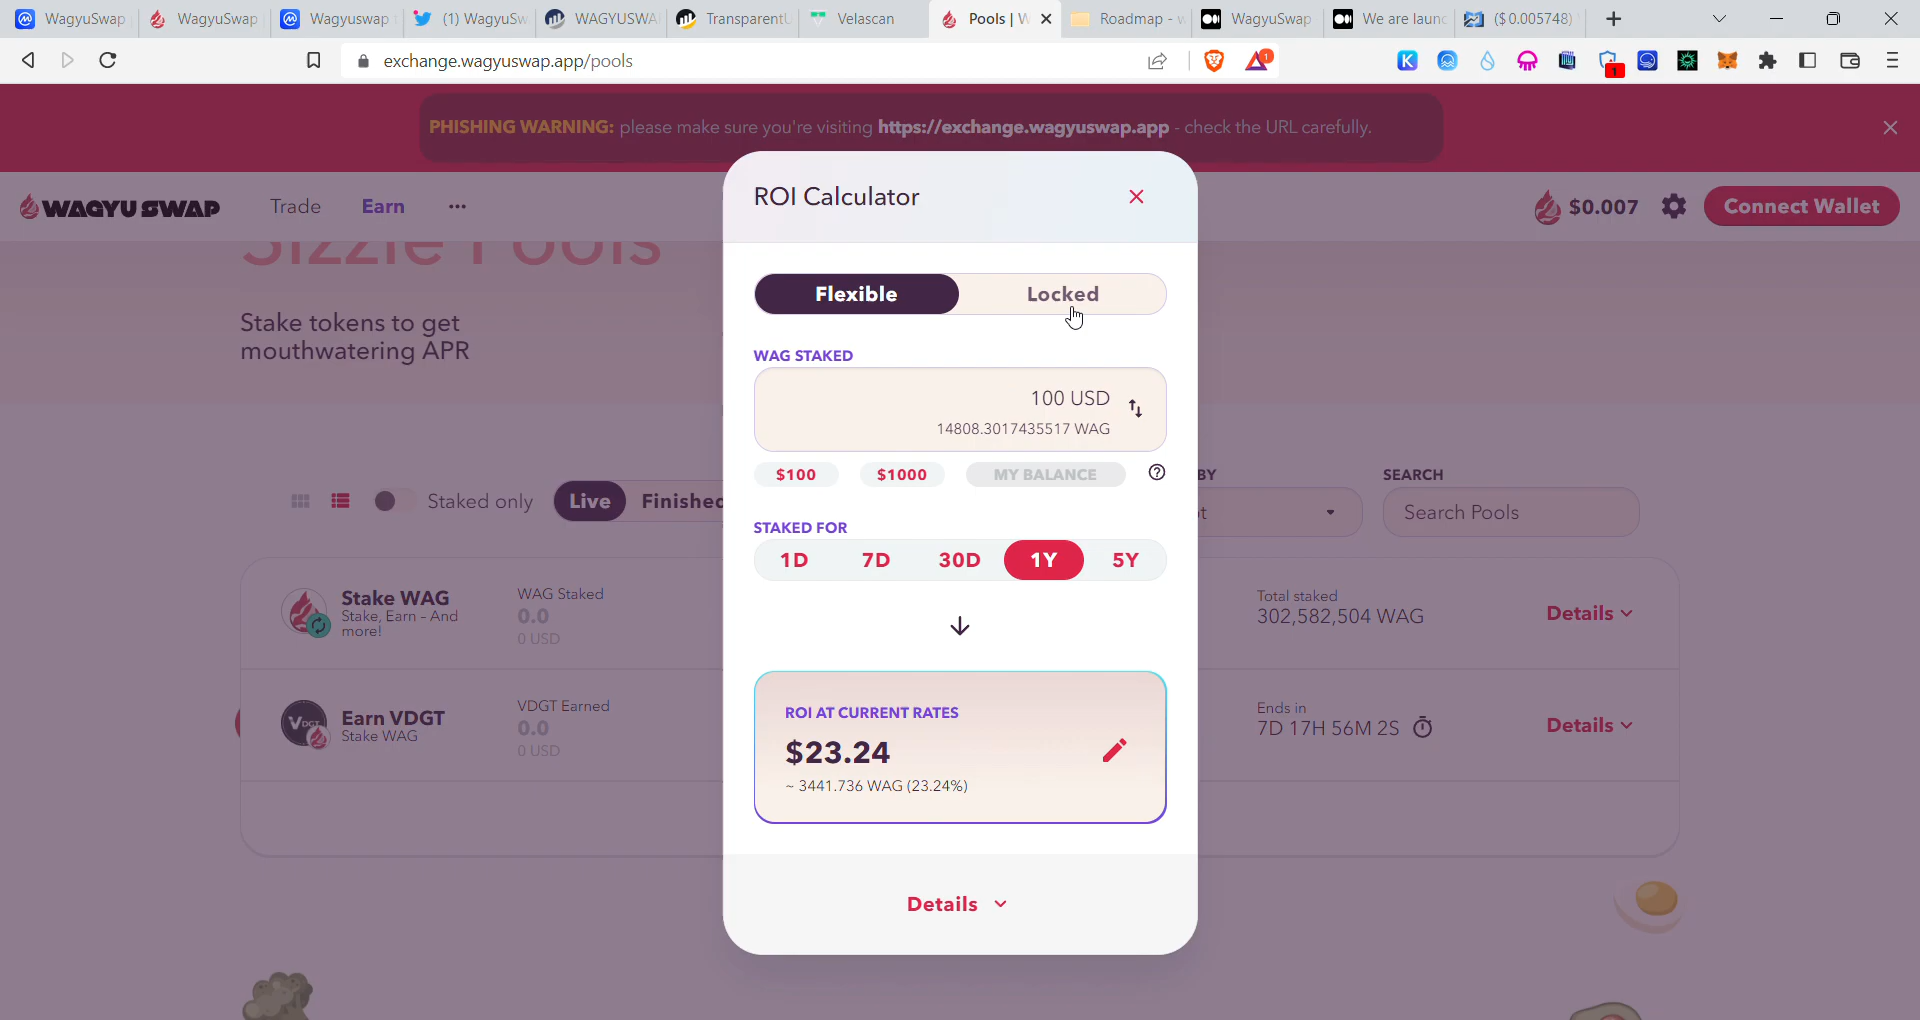 WagyuSwap
WagyuSwap
Wagyuswap
(1) WagyuSw
WAGYUSWA
TransparentU
Velascan
Pools | W
Roadmap - w
WagyuSwap
We are launc
($0.005748)
exchange.wagyuswap.app/pools
1
1
PHISHING WARNING: please make sure you're visiting https://exchange.wagyuswap.app - check the URL carefully.
WAGYU SWAP
Trade
Earn
$0.007
Connect Wallet
Sizzle Pools
Stake tokens to get
mouthwatering APR
ROI Calculator
Flexible
Locked
WAG STAKED
100 USD
14808.3017435517 WAG
$100
$1000
MY BALANCE
STAKED FOR
1D
7D
30D
1Y
5Y
ROI AT CURRENT RATES
$23.24
~ 3441.736 WAG (23.24%)
Details
Staked only
Live
Finished
BY
ot
SEARCH
Search Pools
Stake WAG
Stake, Earn - And
more!
WAG Staked
0.0
0 USD
Total staked
302,582,504 WAG
Details
VDGT
Earn VDGT
Stake WAG
VDGT Earned
0.0
0 USD
Ends in
7D 17H 56M 2S
Details